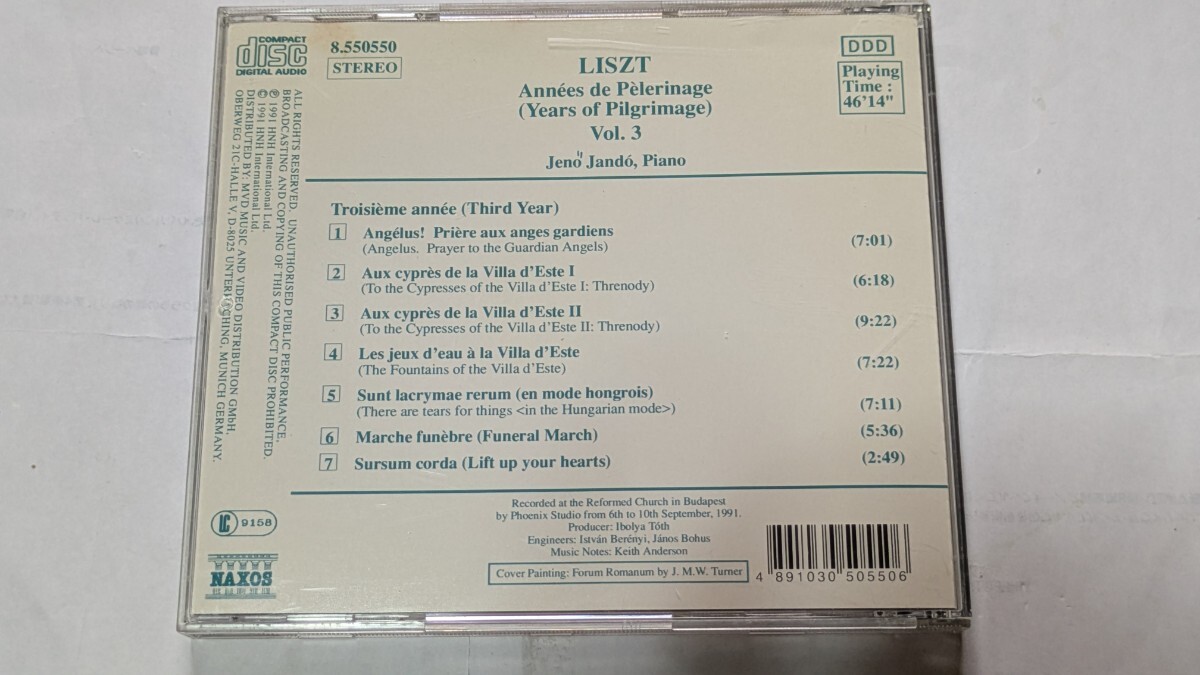 COMPACT
disc
DIGITAL AUDIO
8.550550
STEREO
LISZT
Années de Pèlerinage
(Years of Pilgrimage)
Vol. 3
Jenő Jandó, Piano
DDD
Playing
Time :
46'14"
ALL RIGHTS RESERVED. UNAUTHORISED PUBLIC PERFORMANCE,
BROADCASTING AND COPYING OF THIS COMPACT DISC PROHIBITED.
℗ 1991 HNH International Ltd.
© 1991 HNH International Ltd.
DISTRIBUTED BY: MVD MUSIC AND VIDEO DISTRIBUTION GMbH,
OBERWEG 21C-HALLE V, D-8025 UNTERHACHING, MUNICH GERMANY.
Troisième année (Third Year)
1 Angélus! Prière aux anges gardiens (7:01)
(Angelus. Prayer to the Guardian Angels)
2 Aux cyprès de la Villa d'Este I (6:18)
(To the Cypresses of the Villa d'Este I: Threnody)
3 Aux cyprès de la Villa d'Este II (9:22)
(To the Cypresses of the Villa d'Este II: Threnody)
4 Les jeux d'eau à la Villa d'Este (7:22)
(The Fountains of the Villa d'Este)
5 Sunt lacrymae rerum (en mode hongrois) (7:11)
(There are tears for things <in the Hungarian mode>)
6 Marche funèbre (Funeral March) (5:36)
7 Sursum corda (Lift up your hearts) (2:49)
Recorded at the Reformed Church in Budapest
by Phoenix Studio from 6th to 10th September, 1991.
Producer: Ibolya Tóth
Engineers: István Berényi, János Bohus
Music Notes: Keith Anderson
Cover Painting: Forum Romanum by J. M.W. Turner
LC 9158
NAXOS
4 891030 505506